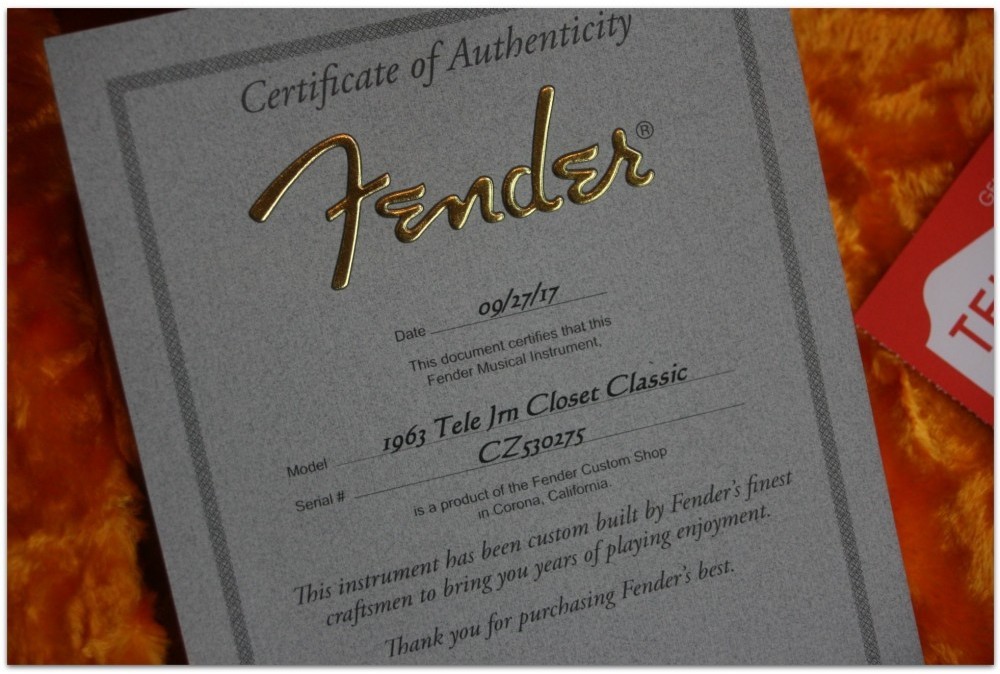 Certificate of Authenticity
Fender®
Date 09/27/17
This document certifies that this
Fender Musical Instrument,
Model 1963 Tele Jrn Closet Classic
Serial # CZ530275
is a product of the Fender Custom Shop
in Corona, California.
This instrument has been custom built by Fender's finest
craftsmen to bring you years of playing enjoyment.
Thank you for purchasing Fender's best.